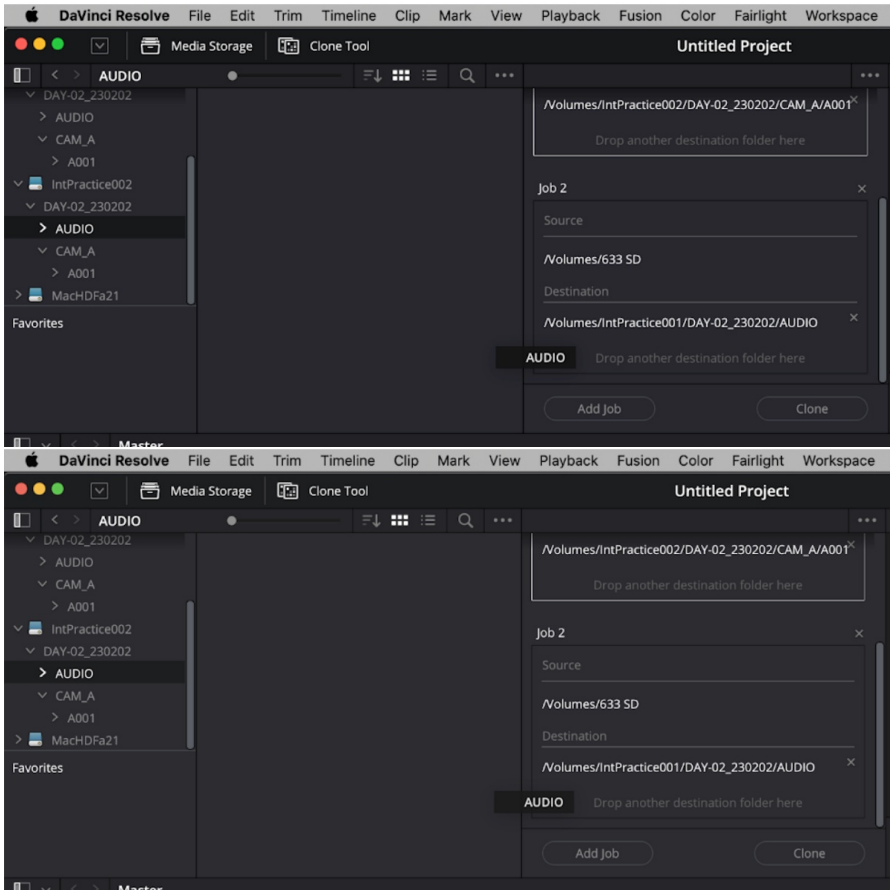 DaVinci Resolve File Edit Trim Timeline Clip Mark View Playback Fusion Color Fairlight Workspace
Media Storage Clone Tool Untitled Project
AUDIO
DAY-02_230202
AUDIO
CAM_A
A001
IntPractice002
DAY-02_230202
AUDIO
CAM_A
A001
MacHDFa21
Favorites
/Volumes/IntPractice002/DAY-02_230202/CAM_A/A001
Drop another destination folder here
Job 2
Source
/Volumes/633 SD
Destination
/Volumes/IntPractice001/DAY-02_230202/AUDIO
AUDIO Drop another destination folder here
Add Job Clone
Master
DaVinci Resolve File Edit Trim Timeline Clip Mark View Playback Fusion Color Fairlight Workspace
Media Storage Clone Tool Untitled Project
AUDIO
DAY-02_230202
AUDIO
CAM_A
A001
IntPractice002
DAY-02_230202
AUDIO
CAM_A
A001
MacHDFa21
Favorites
/Volumes/IntPractice002/DAY-02_230202/CAM_A/A001
Drop another destination folder here
Job 2
Source
/Volumes/633 SD
Destination
/Volumes/IntPractice001/DAY-02_230202/AUDIO
AUDIO Drop another destination folder here
Add Job Clone
Master